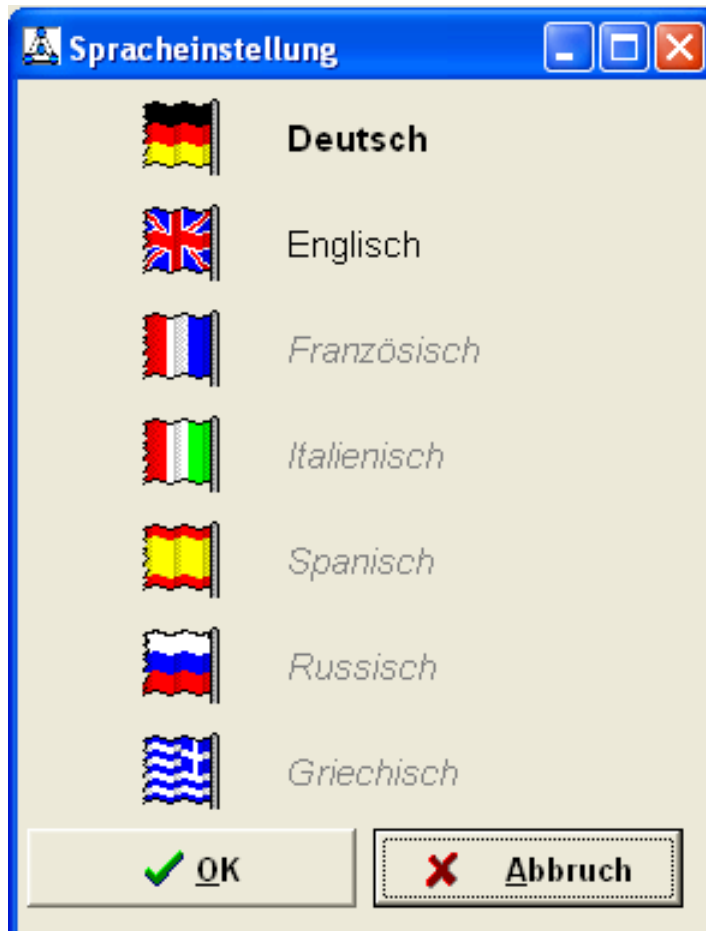 Spracheinstellung
Deutsch
Englisch
Französisch
Italienisch
Spanisch
Russisch
Griechisch
OK
Abbruch